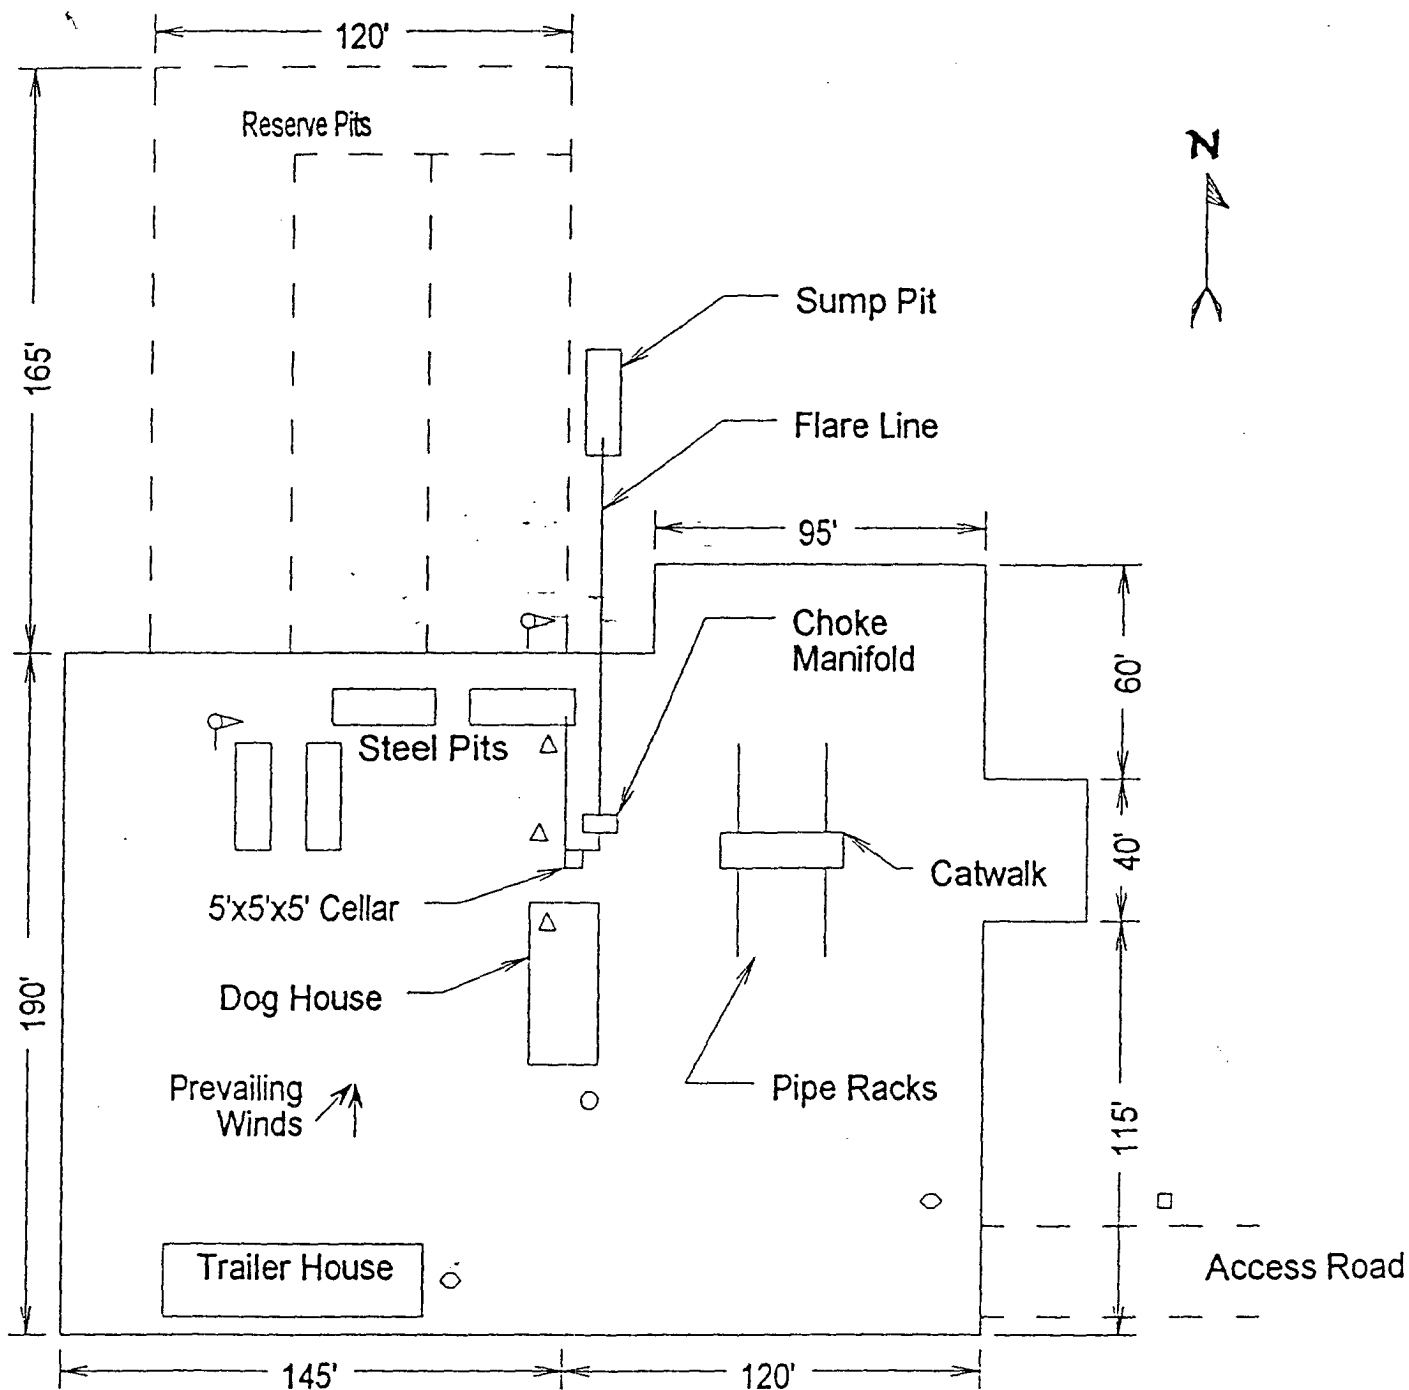 120'
Reserve Pits
N
Sump Pit
165'
Flare Line
95'
Choke
Manifold
60'
Steel Pits
40'
Catwalk
5'x5'x5' Cellar
190'
Dog House
Prevailing
Winds
Pipe Racks
115'
Trailer House
Access Road
145'
120'